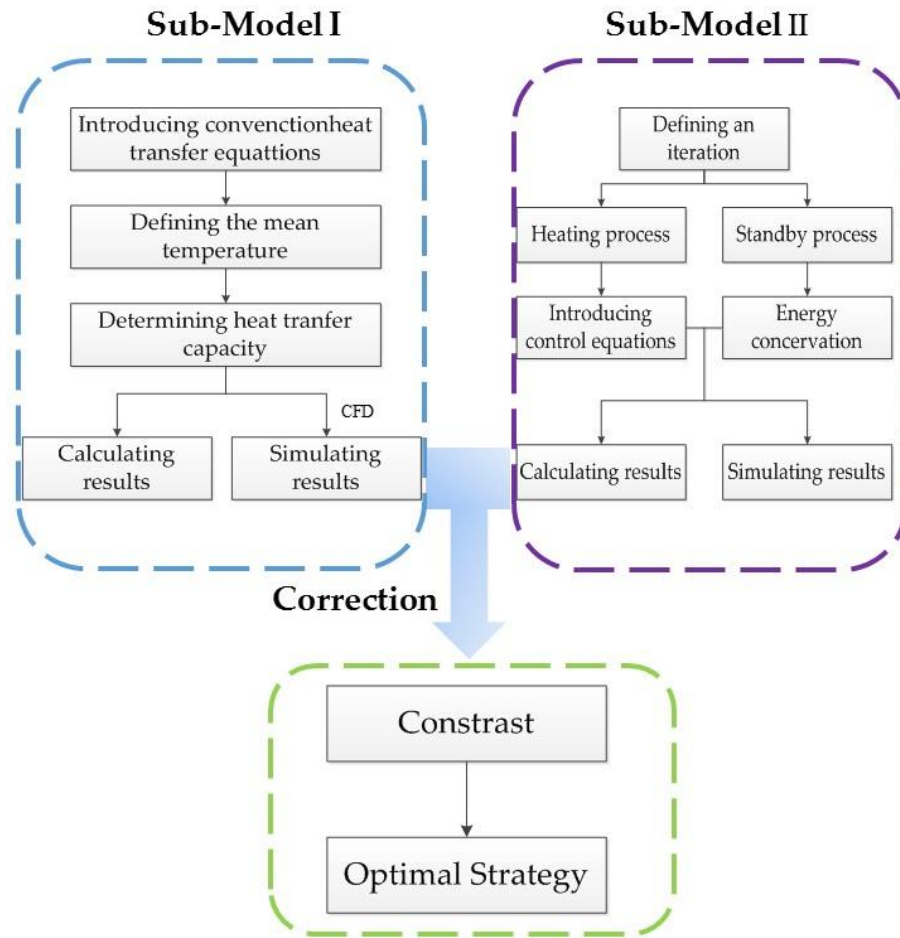 Sub-Model I
Introducing convenctionheat
transfer equattions
Defining the mean
temperature
Determining heat tranfer
capacity
CFD
Calculating
results
Simulating
results
Sub-Model Ⅱ
Defining an
iteration
Heating process
Standby process
Introducing
control equations
Energy
concervation
Calculating results
Simulating results
Correction
Constrast
Optimal Strategy